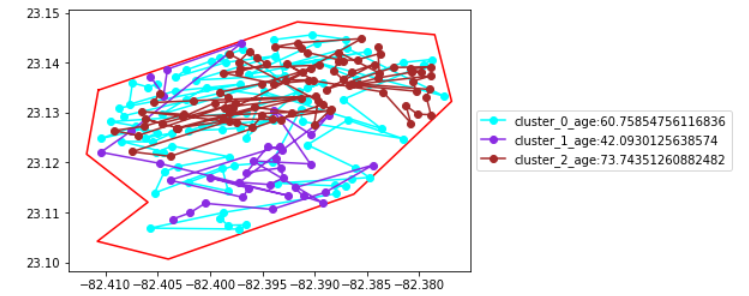 23.15
23.14
23.13
23.12
23.11
23.10
−82.410 −82.405 −82.400 −82.395 −82.390 −82.385 −82.380
cluster_0_age:60.75854756116836
cluster_1_age:42.0930125638574
cluster_2_age:73.74351260882482